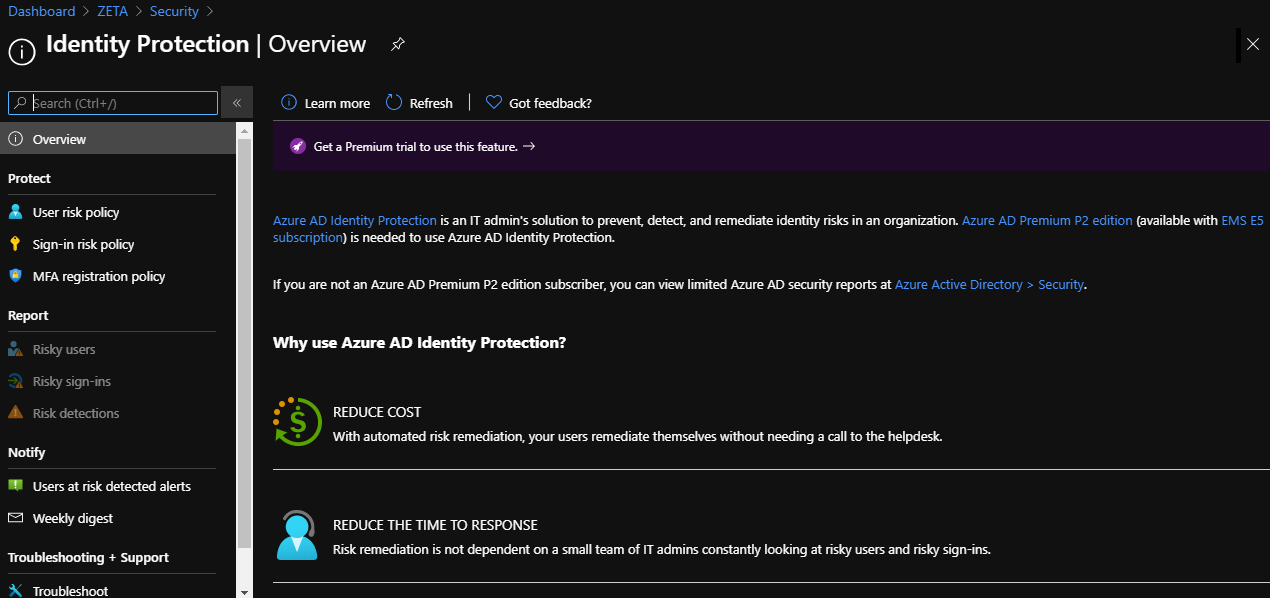 Dashboard > ZETA > Security >
Identity Protection | Overview
Search (Ctrl+/)
«
Overview
Protect
User risk policy
Sign-in risk policy
MFA registration policy
Report
Risky users
Risky sign-ins
Risk detections
Notify
Users at risk detected alerts
Weekly digest
Troubleshooting + Support
Troubleshoot
Learn more Refresh | Got feedback?
Get a Premium trial to use this feature. →
Azure AD Identity Protection is an IT admin's solution to prevent, detect, and remediate identity risks in an organization. Azure AD Premium P2 edition (available with EMS E5
subscription) is needed to use Azure AD Identity Protection.
If you are not an Azure AD Premium P2 edition subscriber, you can view limited Azure AD security reports at Azure Active Directory > Security.
Why use Azure AD Identity Protection?
REDUCE COST
With automated risk remediation, your users remediate themselves without needing a call to the helpdesk.
REDUCE THE TIME TO RESPONSE
Risk remediation is not dependent on a small team of IT admins constantly looking at risky users and risky sign-ins.